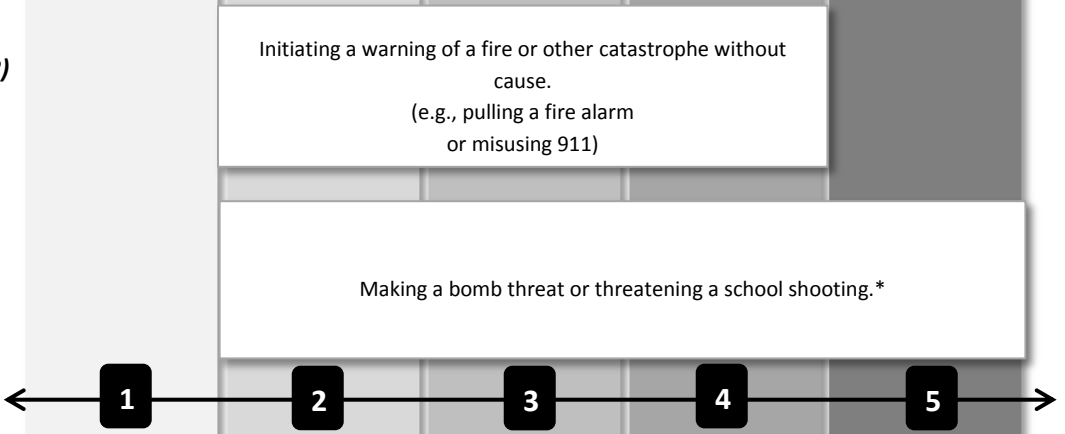 Initiating a warning of a fire or other catastrophe without
)
cause.
(e.g., pulling a fire alarm
or misusing 911)
Making a bomb threat or threatening a school shooting.*
1 2 3 4 5